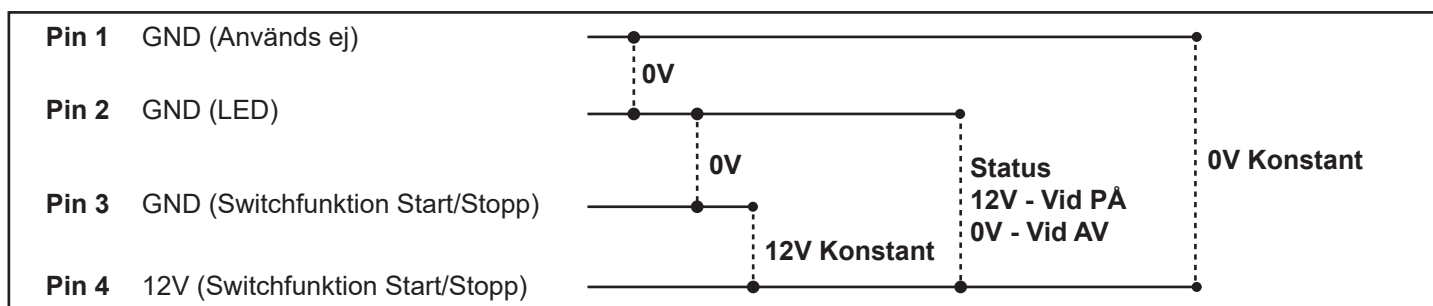 Pin 1 GND (Används ej)
0V
Pin 2 GND (LED)
0V
Status
12V - Vid PÅ
0V - Vid AV
0V Konstant
Pin 3 GND (Switchfunktion Start/Stopp)
12V Konstant
Pin 4 12V (Switchfunktion Start/Stopp)